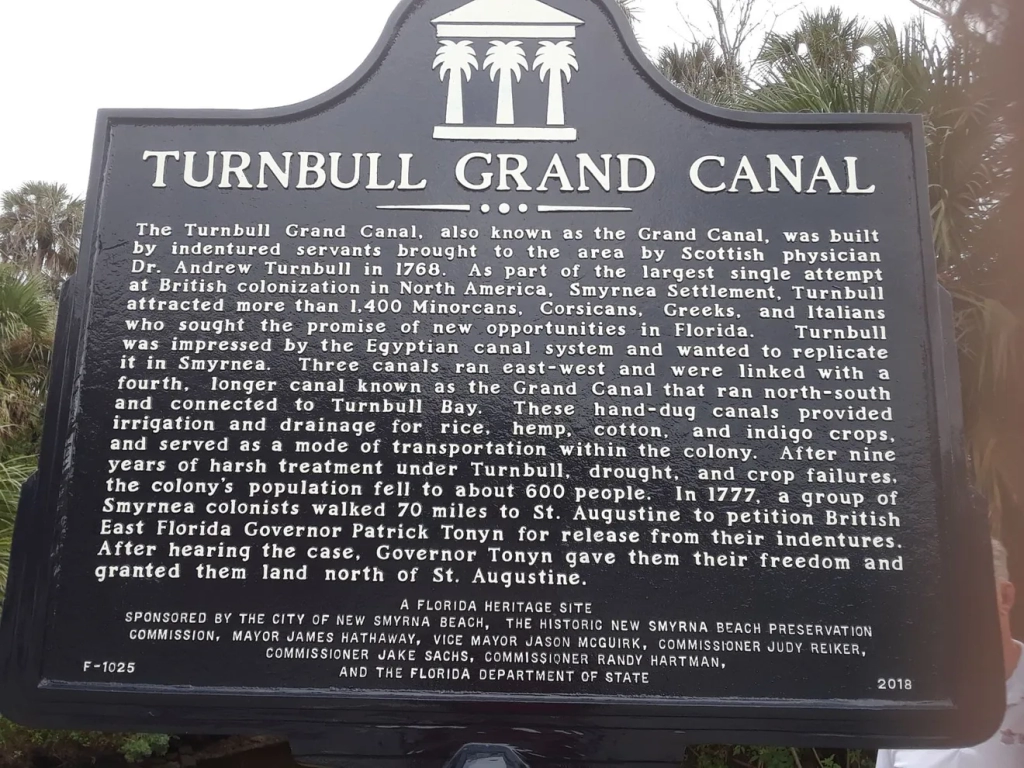 TURNBULL GRAND CANAL
The Turnbull Grand Canal, also known as the Grand Canal, was built
by indentured servants brought to the area by Scottish physician
Dr. Andrew Turnbull in 1768. As part of the largest single attempt
at British colonization in North America, Smyrnea Settlement, Turnbull
attracted more than 1,400 Minorcans, Corsicans, Greeks, and Italians
who sought the promise of new opportunities in Florida. Turnbull
was impressed by the Egyptian canal system and wanted to replicate
it in Smyrnea. Three canals ran east-west and were linked with a
fourth, longer canal known as the Grand Canal that ran north-south
and connected to Turnbull Bay. These hand-dug canals provided
irrigation and drainage for rice, hemp, cotton, and indigo crops,
and served as a mode of transportation within the colony. After nine
years of harsh treatment under Turnbull, drought, and crop failures,
the colony's population fell to about 600 people. In 1777, a group of
Smyrnea colonists walked 70 miles to St. Augustine to petition British
East Florida Governor Patrick Tonyn for release from their indentures.
After hearing the case, Governor Tonyn gave them their freedom and
granted them land north of St. Augustine.
A FLORIDA HERITAGE SITE
SPONSORED BY THE CITY OF NEW SMYRNA BEACH, THE HISTORIC NEW SMYRNA BEACH PRESERVATION
COMMISSION, MAYOR JAMES HATHAWAY, VICE MAYOR JASON MCGUIRK, COMMISSIONER JUDY REIKER,
COMMISSIONER JAKE SACHS, COMMISSIONER RANDY HARTMAN,
AND THE FLORIDA DEPARTMENT OF STATE
F-1025
2018